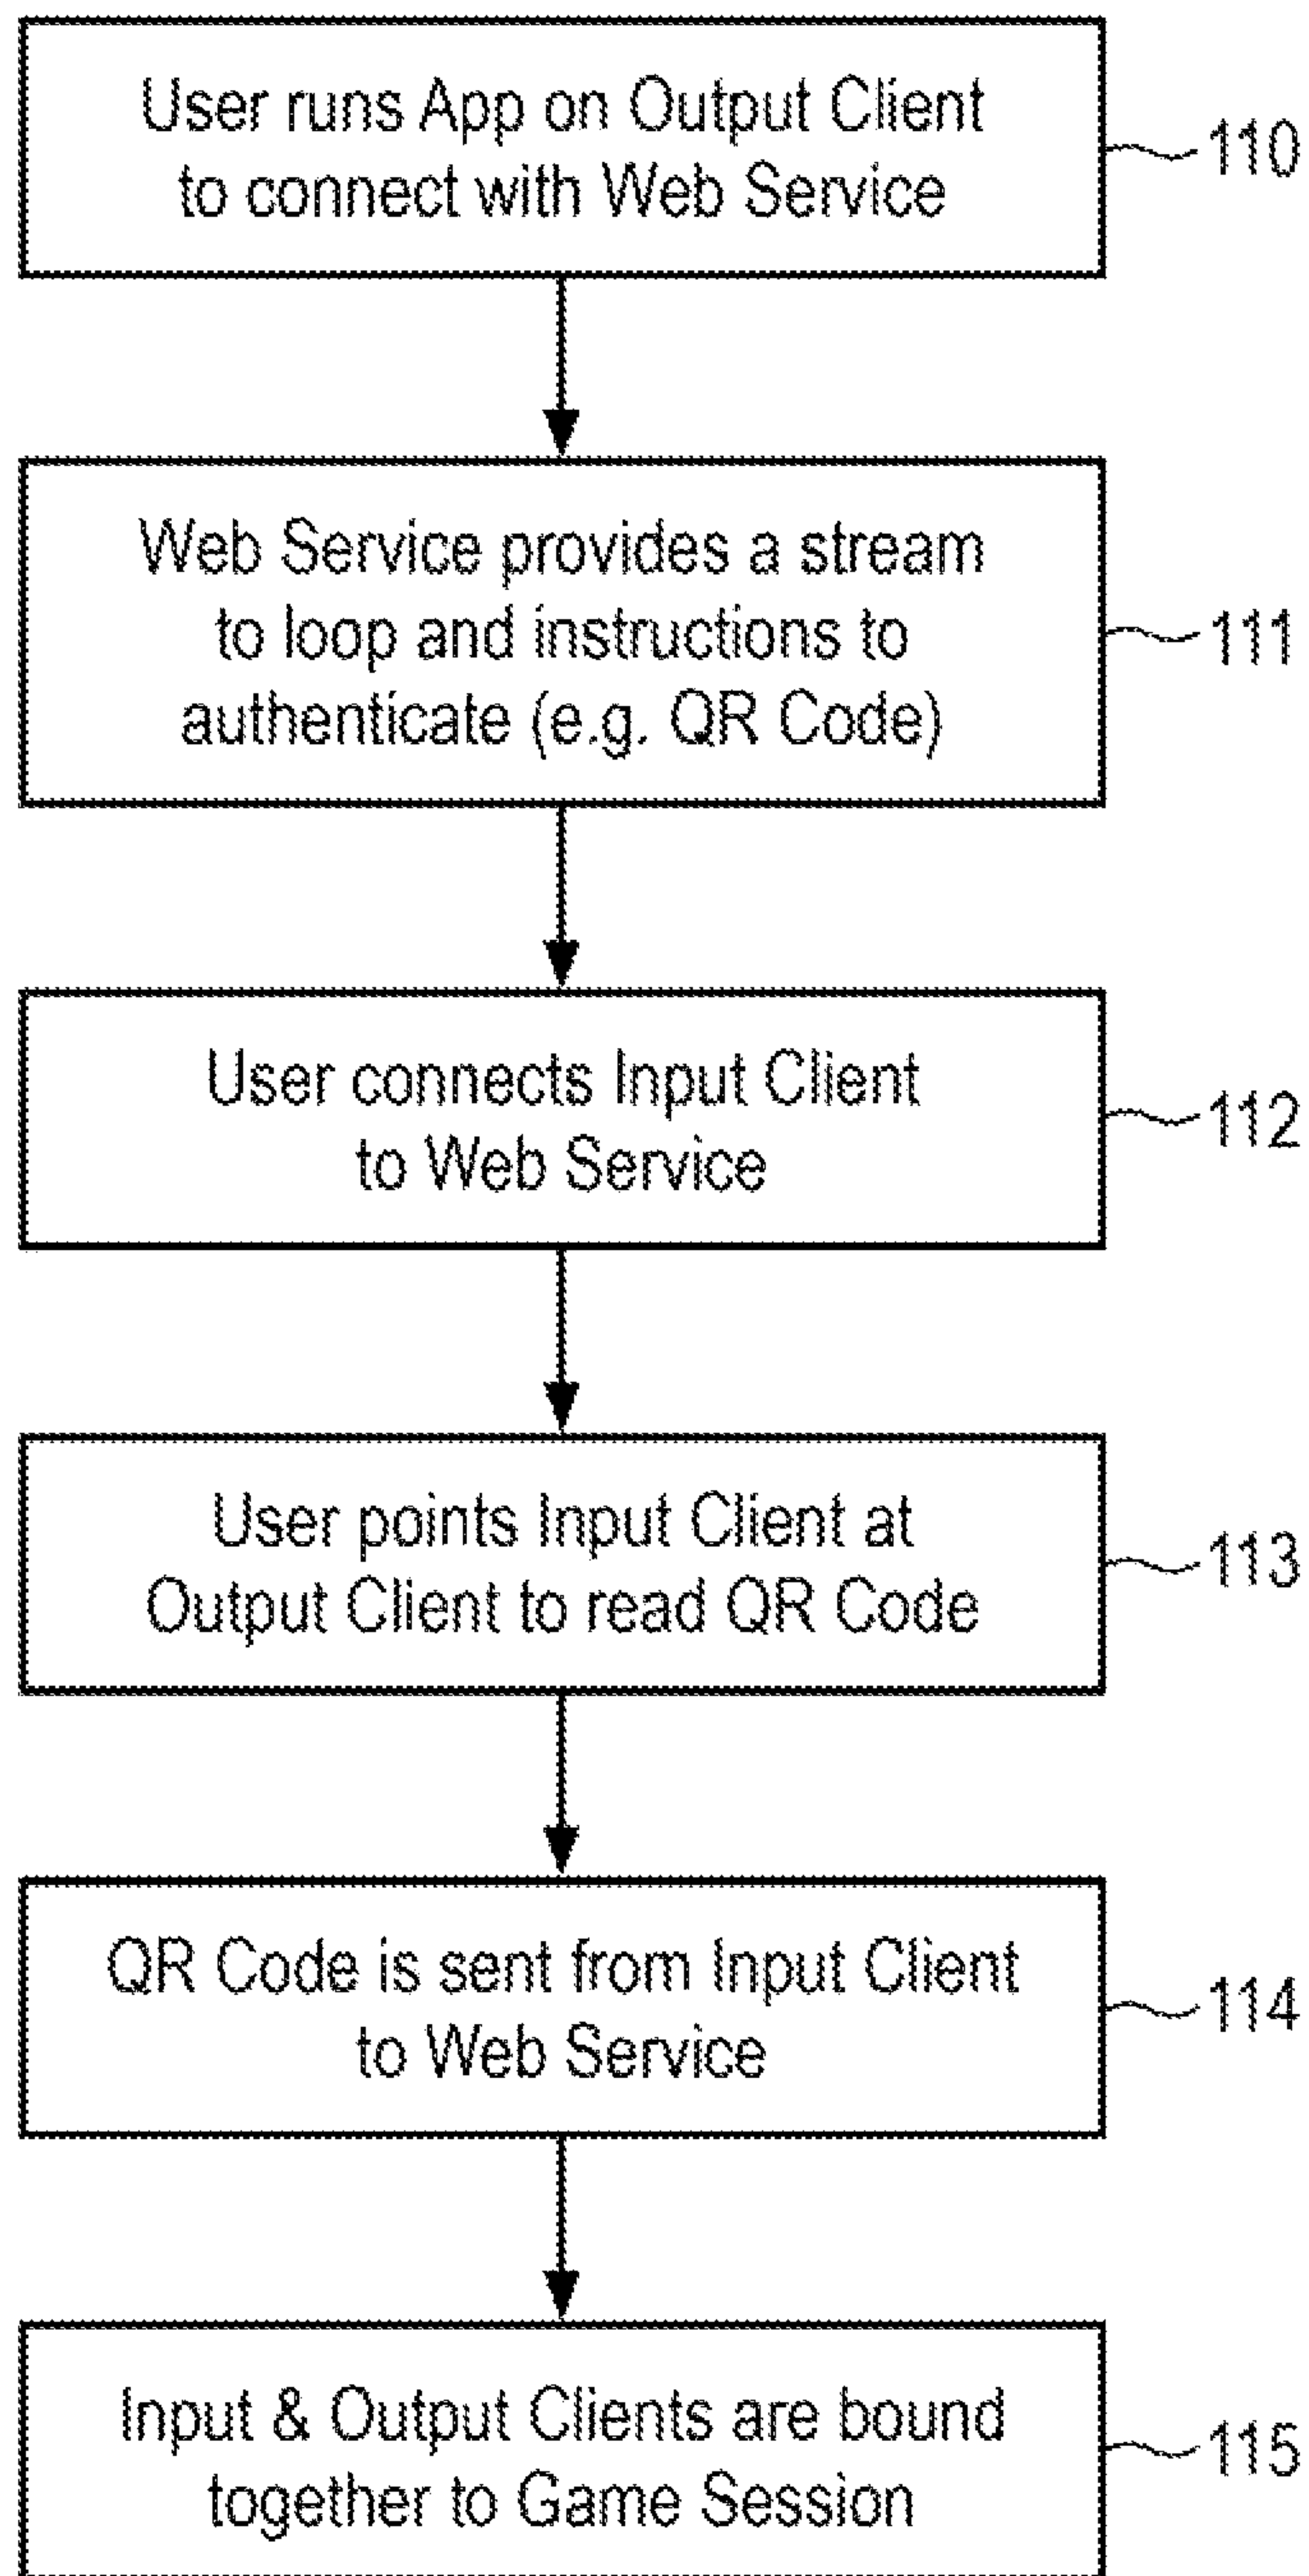 User runs App on Output Client
to connect with Web Service
110
Web Service provides a stream
to loop and instructions to
authenticate (e.g. QR Code)
111
User connects Input Client
to Web Service
112
User points Input Client at
Output Client to read QR Code
113
QR Code is sent from Input Client
to Web Service
114
Input & Output Clients are bound
together to Game Session
115